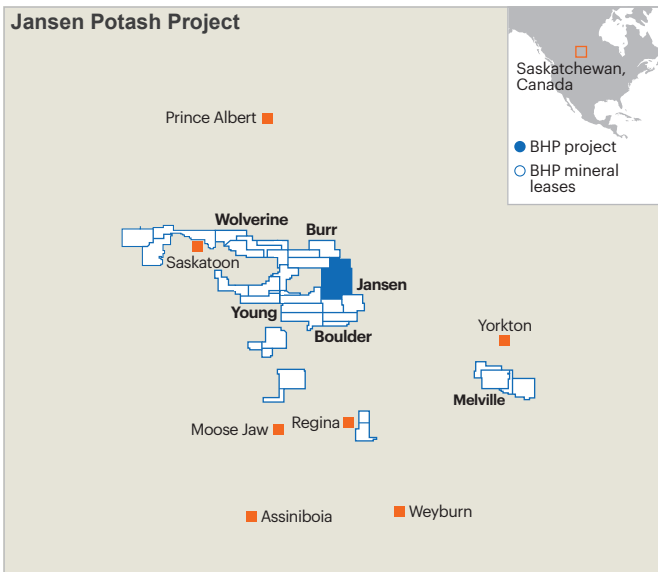 Jansen Potash Project
Saskatchewan,
Canada
BHP project
BHP mineral
leases
Prince Albert
Wolverine
Burr
Saskatoon
Jansen
Young
Boulder
Yorkton
Melville
Moose Jaw
Regina
Assiniboia
Weyburn